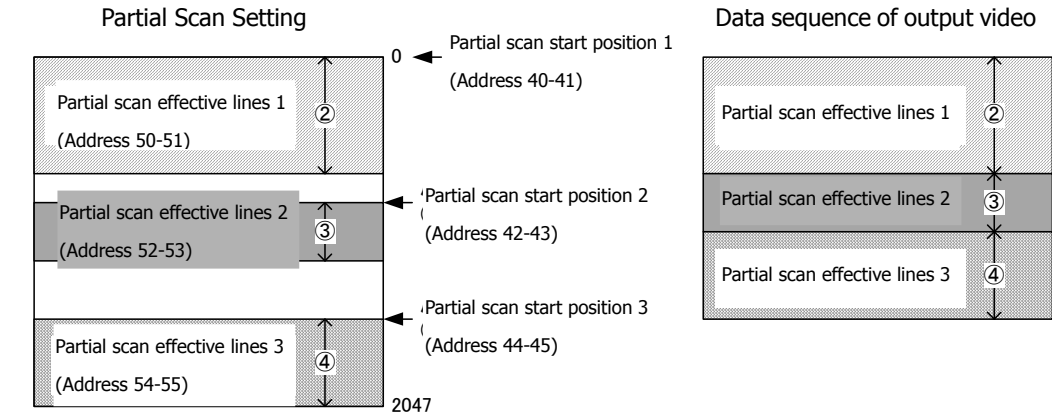 Partial Scan Setting
0
Partial scan start position 1
(Address 40-41)
Partial scan effective lines 1
(Address 50-51)
②
Partial scan start position 2
(Address 42-43)
Partial scan effective lines 2
(Address 52-53)
③
Partial scan start position 3
(Address 44-45)
Partial scan effective lines 3
(Address 54-55)
④
2047
Data sequence of output video
Partial scan effective lines 1
②
Partial scan effective lines 2
③
Partial scan effective lines 3
④